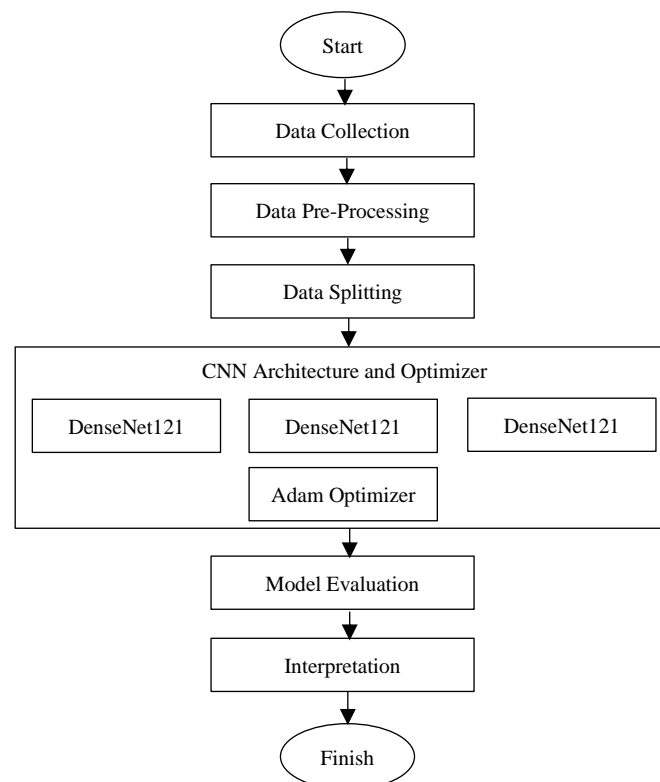 Start
Data Collection
Data Pre-Processing
Data Splitting
CNN Architecture and Optimizer
DenseNet121
DenseNet121
DenseNet121
Adam Optimizer
Model Evaluation
Interpretation
Finish